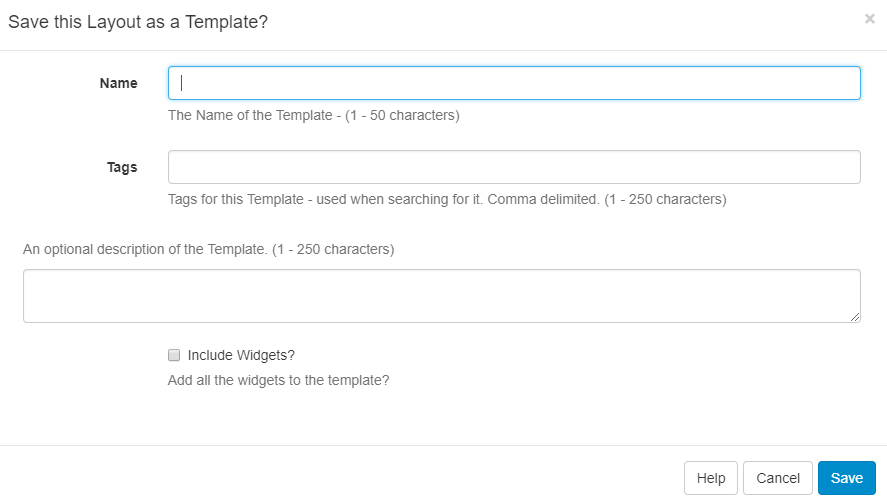 Save this Layout as a Template?
×
Name
The Name of the Template - (1 - 50 characters)
Tags
Tags for this Template - used when searching for it. Comma delimited. (1 - 250 characters)
An optional description of the Template. (1 - 250 characters)
Include Widgets?
Add all the widgets to the template?
Help Cancel Save